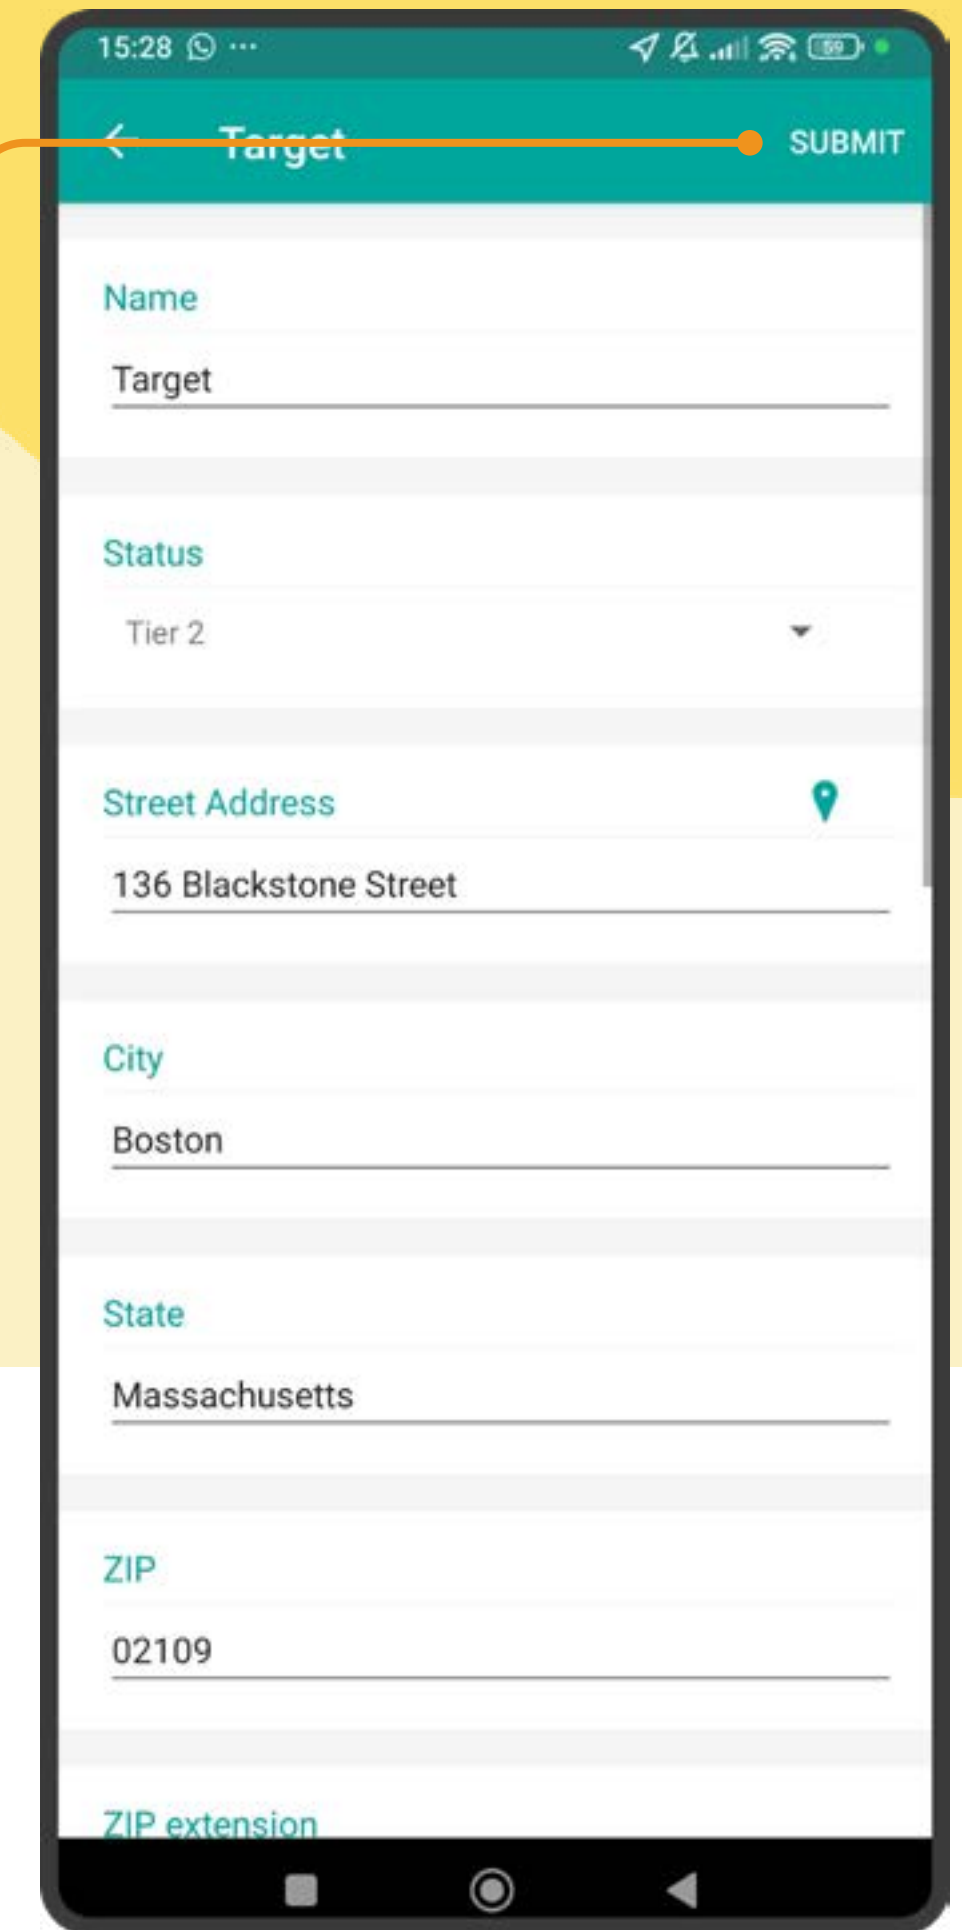 15:28 ...
59
Target
SUBMIT
Name
Target
Status
Tier 2
Street Address
136 Blackstone Street
City
Boston
State
Massachusetts
ZIP
02109
ZIP extension